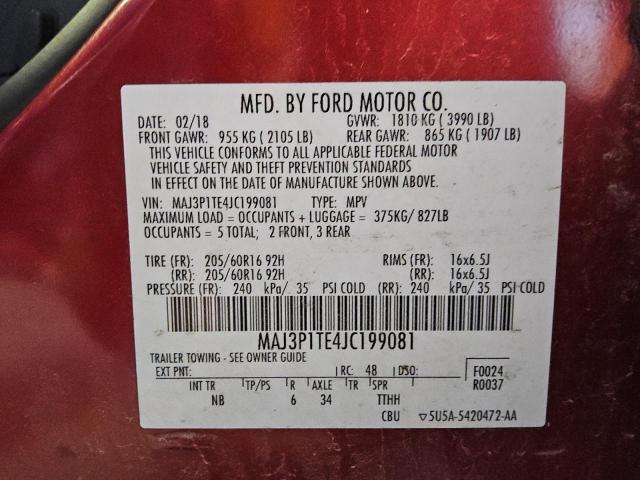 MFD. BY FORD MOTOR CO.
DATE: 02/18 GVWR: 1810 KG ( 3990 LB)
FRONT GAWR: 955 KG ( 2105 LB) REAR GAWR: 865 KG ( 1907 LB)
THIS VEHICLE CONFORMS TO ALL APPLICABLE FEDERAL MOTOR
VEHICLE SAFETY AND THEFT PREVENTION STANDARDS
IN EFFECT ON THE DATE OF MANUFACTURE SHOWN ABOVE.
VIN: MAJ3P1TE4JC199081 TYPE: MPV
MAXIMUM LOAD = OCCUPANTS + LUGGAGE = 375KG/ 827LB
OCCUPANTS = 5 TOTAL; 2 FRONT, 3 REAR
TIRE (FR): 205/60R16 92H RIMS (FR): 16x6.5J
(RR): 205/60R16 92H (RR): 16x6.5J
PRESSURE (FR): 240 kPa/ 35 PSI COLD (RR): 240 kPa/ 35 PSI COLD
MAJ3P1TE4JC199081
TRAILER TOWING - SEE OWNER GUIDE
EXT PNT: RC: 48 DSO: F0024
R0037
INT TR TP/PS R AXLE TR SPR
NB 6 34 TTHH
CBU ▽5U5A-5420472-AA